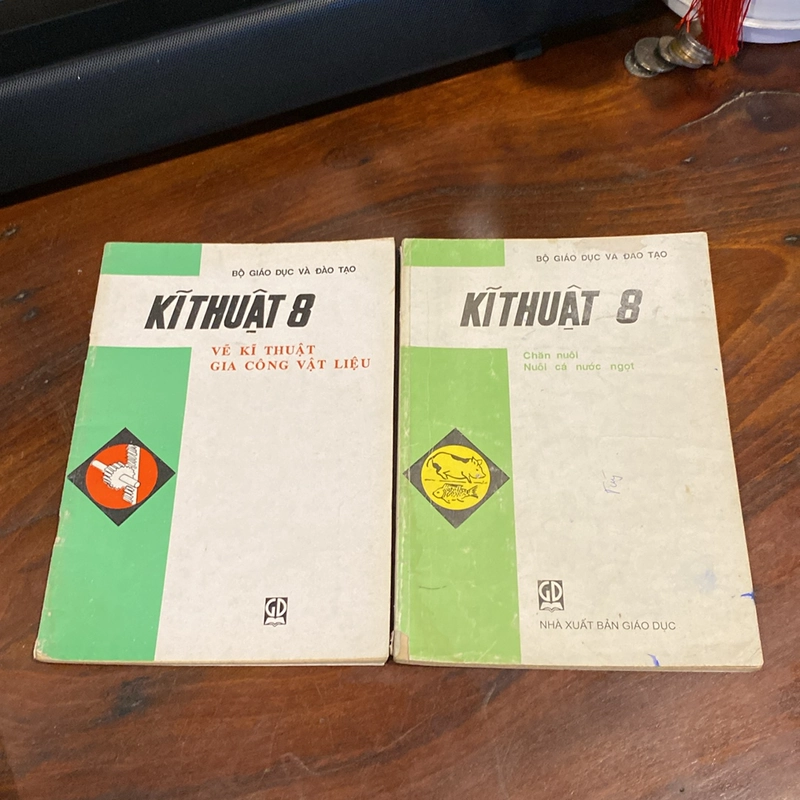 BỘ GIÁO DỤC VÀ ĐÀO TẠO
KĨ THUẬT 8
VẼ KĨ THUẬT
GIA CÔNG VẬT LIỆU
GD
BỘ GIÁO DỤC VÀ ĐÀO TẠO
KĨ THUẬT 8
Chăn nuôi
Nuôi cá nước ngọt
GD
NHÀ XUẤT BẢN GIÁO DỤC